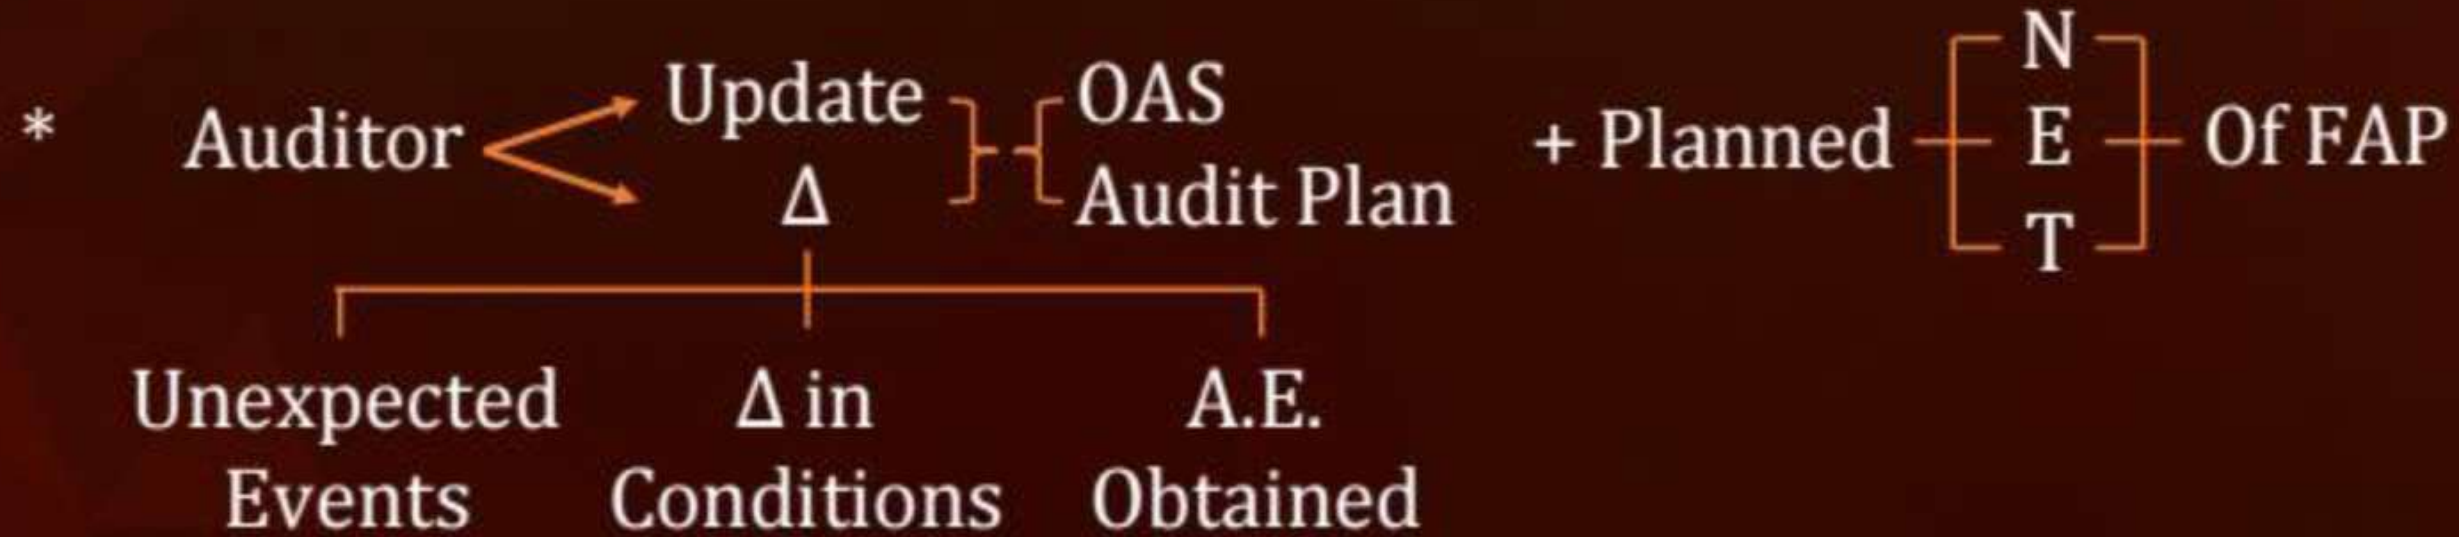 * Auditor Update OAS + Planned N Of FAP
Δ Audit Plan E
T
Unexpected Δ in A.E.
Events Conditions Obtained